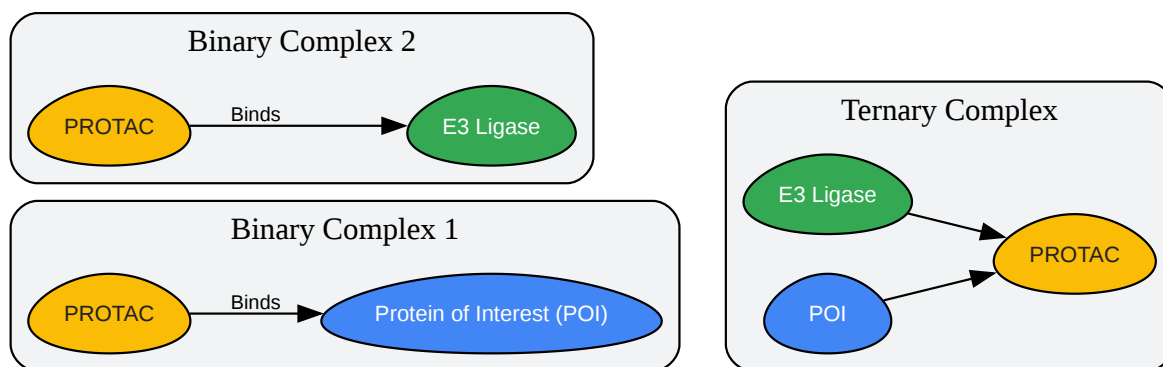 Binary Complex 2
PROTAC
Binds
E3 Ligase
Binary Complex 1
PROTAC
Binds
Protein of Interest (POI)
Ternary Complex
E3 Ligase
PROTAC
POI